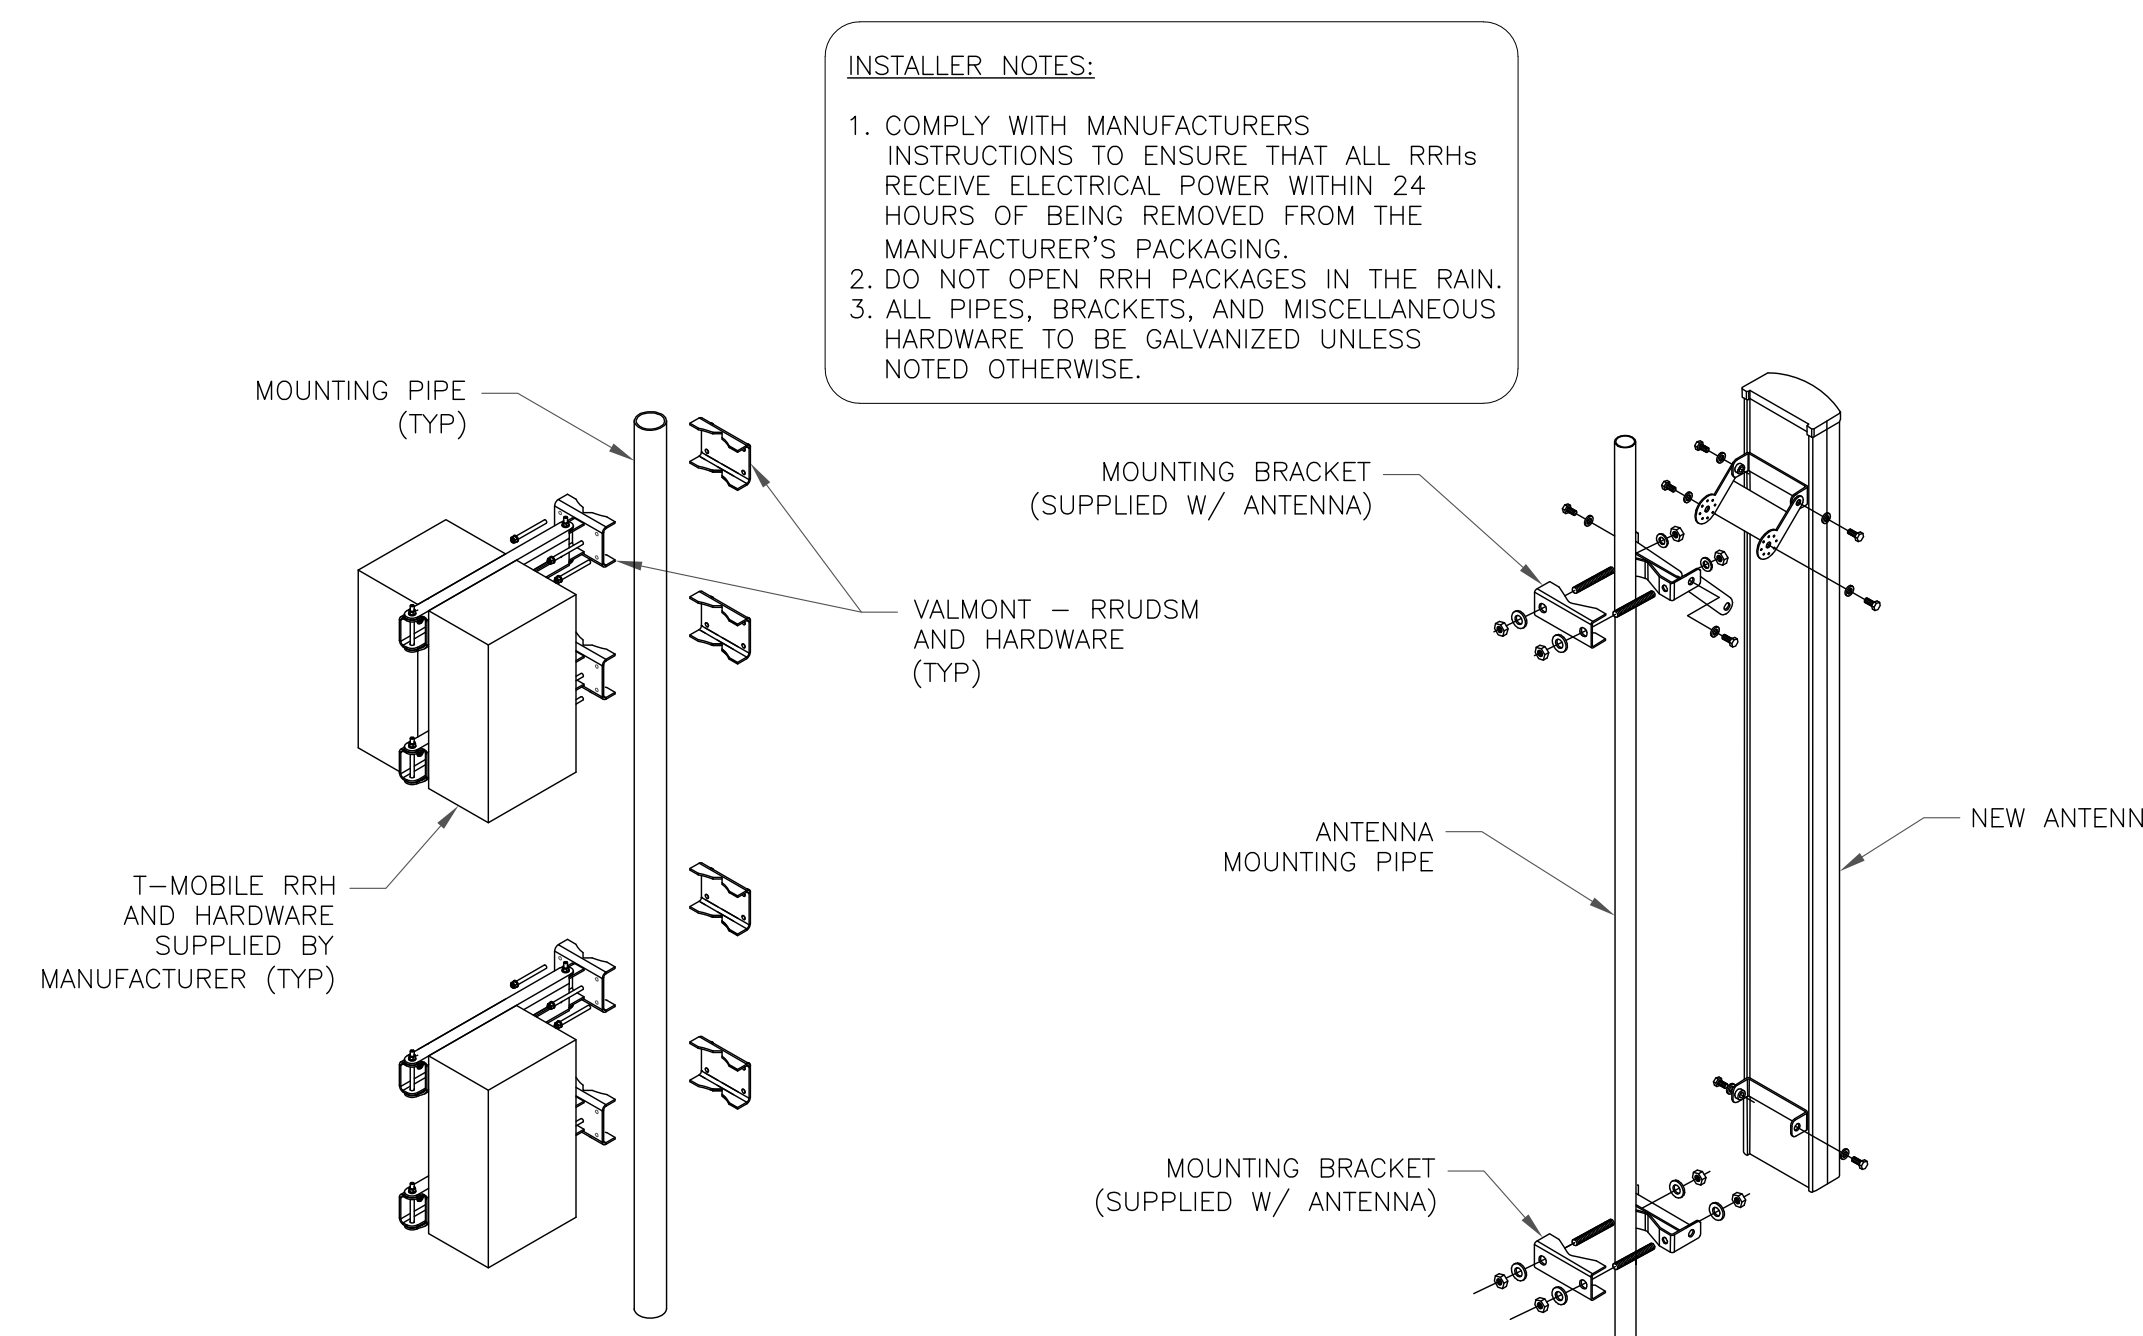 INSTALLER NOTES:
1. COMPLY WITH MANUFACTURERS
INSTRUCTIONS TO ENSURE THAT ALL RRHs
RECEIVE ELECTRICAL POWER WITHIN 24
HOURS OF BEING REMOVED FROM THE
MANUFACTURER'S PACKAGING.
2. DO NOT OPEN RRH PACKAGES IN THE RAIN.
3. ALL PIPES, BRACKETS, AND MISCELLANEOUS
HARDWARE TO BE GALVANIZED UNLESS
NOTED OTHERWISE.
MOUNTING PIPE
(TYP)
VALMONT – RRUDSM
AND HARDWARE
(TYP)
T–MOBILE RRH
AND HARDWARE
SUPPLIED BY
MANUFACTURER (TYP)
MOUNTING BRACKET
(SUPPLIED W/ ANTENNA)
ANTENNA
MOUNTING PIPE
NEW ANTENN
MOUNTING BRACKET
(SUPPLIED W/ ANTENNA)